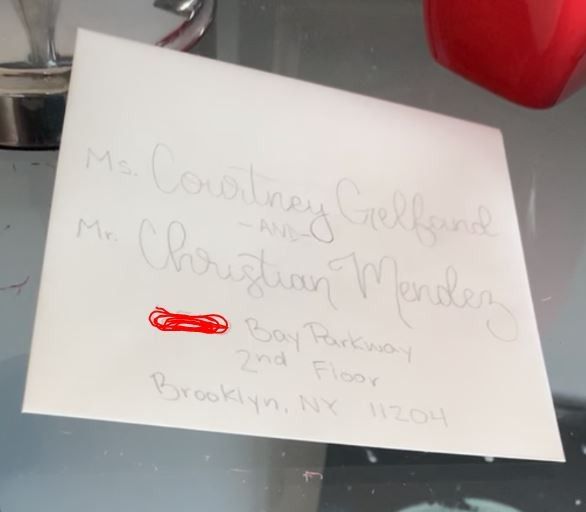 Ms. Courtney Gelfand
-AND-
Mr. Christian Mendez
Bay Parkway
2nd Floor
Brooklyn, NY 11204